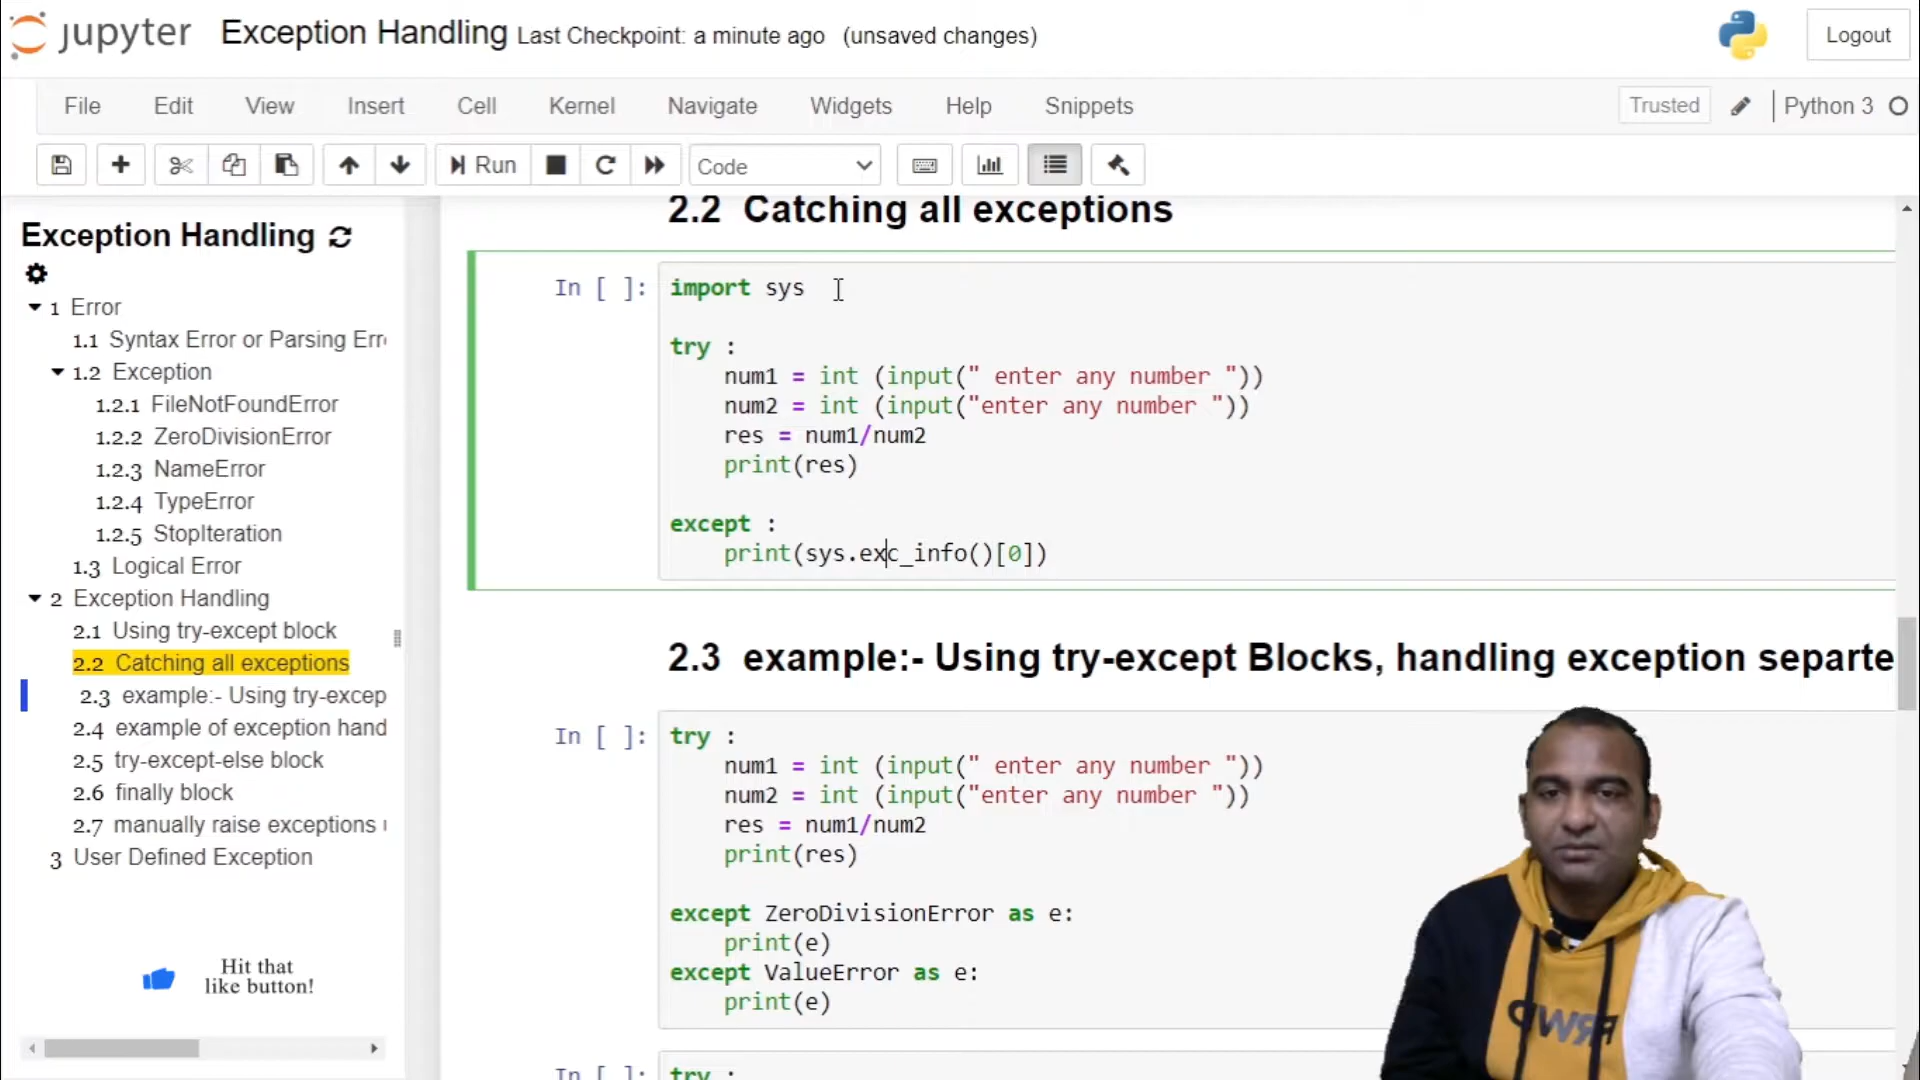 jupyter Exception Handling Last Checkpoint: a minute ago (unsaved changes) Logout
File Edit View Insert Cell Kernel Navigate Widgets Help Snippets Trusted Python 3
Run Code
Exception Handling
1 Error
1.1 Syntax Error or Parsing Erro
1.2 Exception
1.2.1 FileNotFoundError
1.2.2 ZeroDivisionError
1.2.3 NameError
1.2.4 TypeError
1.2.5 StopIteration
1.3 Logical Error
2 Exception Handling
2.1 Using try-except block
2.2 Catching all exceptions
2.3 example:- Using try-excep
2.4 example of exception hand
2.5 try-except-else block
2.6 finally block
2.7 manually raise exceptions
3 User Defined Exception
Hit that
like button!
2.2 Catching all exceptions
In [ ]: import sys
try :
num1 = int (input(" enter any number "))
num2 = int (input("enter any number "))
res = num1/num2
print(res)
except :
print(sys.exc_info()[0])
2.3 example:- Using try-except Blocks, handling exception separte
In [ ]: try :
num1 = int (input(" enter any number "))
num2 = int (input("enter any number "))
res = num1/num2
print(res)
except ZeroDivisionError as e:
print(e)
except ValueError as e:
print(e)
In [ ]: try :